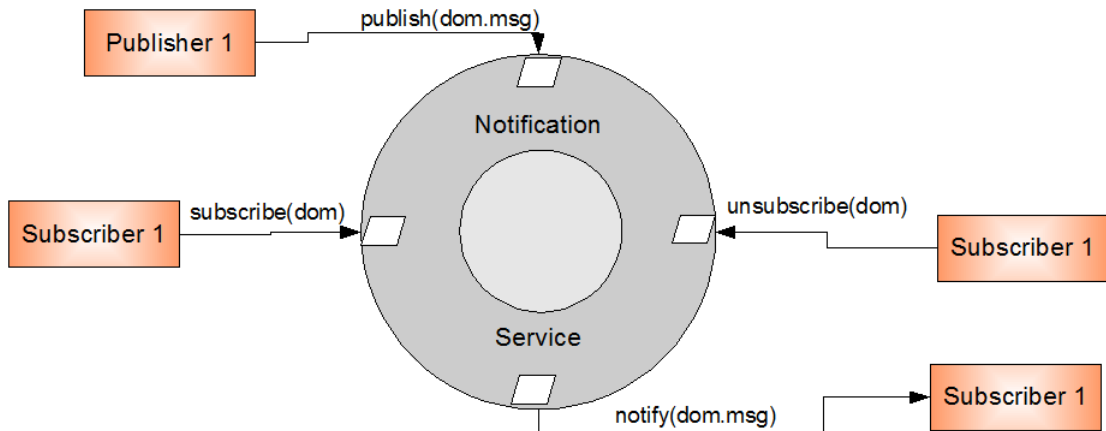 publish(dom.msg)
Publisher 1
Notification
subscribe(dom)
unsubscribe(dom)
Subscriber 1
Subscriber 1
Service
Subscriber 1
notify(dom.msg)